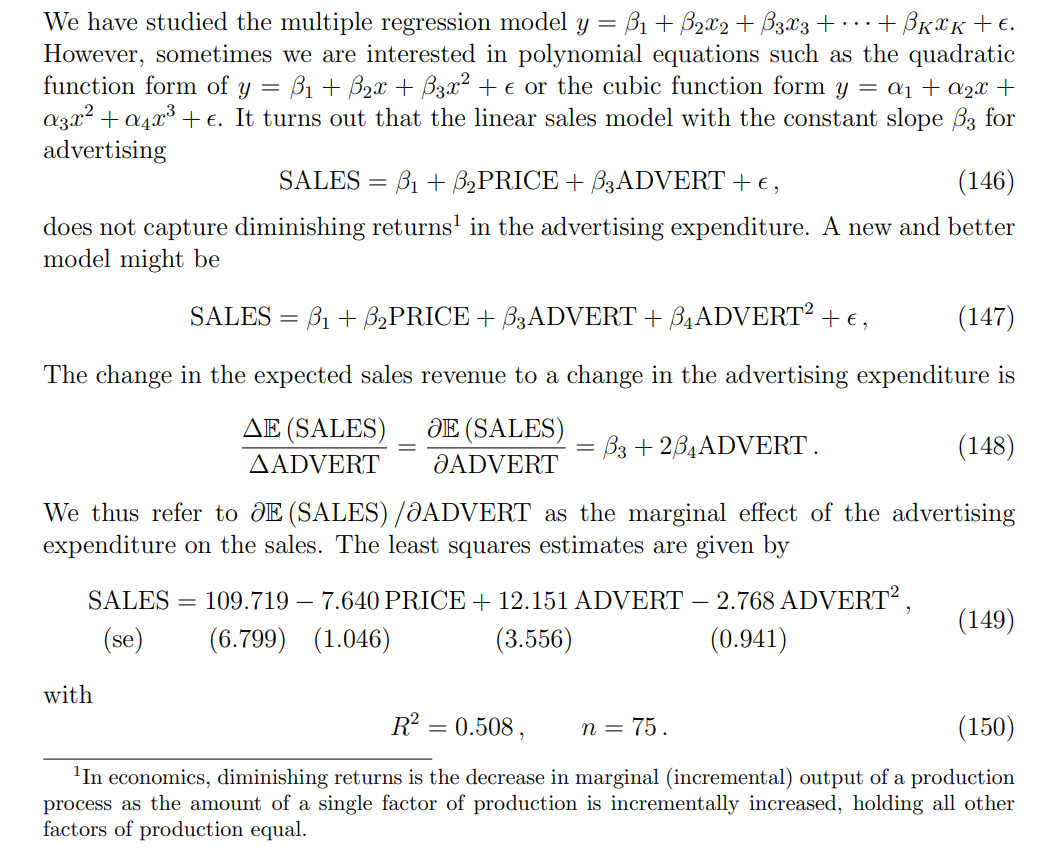 We have studied the multiple regression model y = β₁ + β₂x₂ + β₃x₃ + ··· + β_K x_K + ϵ.
However, sometimes we are interested in polynomial equations such as the quadratic
function form of y = β₁ + β₂x + β₃x² + ϵ or the cubic function form y = α₁ + α₂x +
α₃x² + α₄x³ + ϵ. It turns out that the linear sales model with the constant slope β₃ for
advertising
SALES = β₁ + β₂PRICE + β₃ADVERT + ϵ , (146)
does not capture diminishing returns¹ in the advertising expenditure. A new and better
model might be
SALES = β₁ + β₂PRICE + β₃ADVERT + β₄ADVERT² + ϵ , (147)
The change in the expected sales revenue to a change in the advertising expenditure is
Δ𝔼 (SALES) / ΔADVERT = ∂𝔼 (SALES) / ∂ADVERT = β₃ + 2β₄ADVERT . (148)
We thus refer to ∂𝔼 (SALES) /∂ADVERT as the marginal effect of the advertising
expenditure on the sales. The least squares estimates are given by
SALES = 109.719 − 7.640 PRICE + 12.151 ADVERT − 2.768 ADVERT² ,
(se) (6.799) (1.046) (3.556) (0.941) (149)
with
R² = 0.508 , n = 75 . (150)
¹In economics, diminishing returns is the decrease in marginal (incremental) output of a production
process as the amount of a single factor of production is incrementally increased, holding all other
factors of production equal.